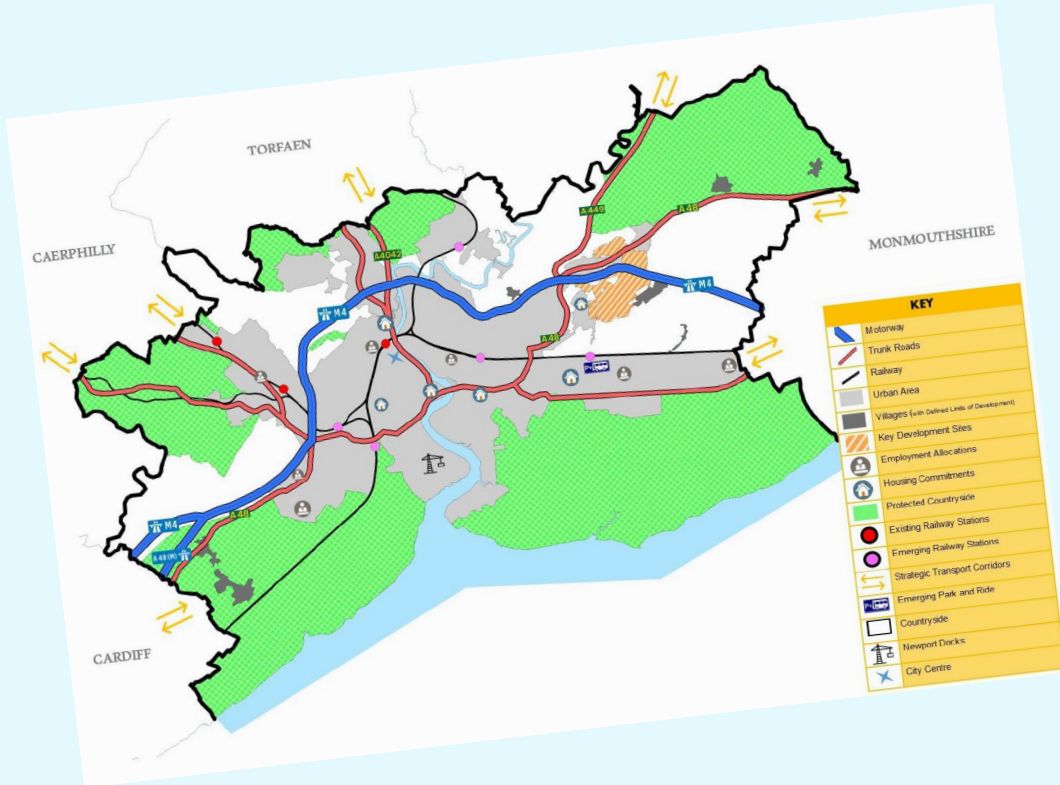 TORFAEN
CAERPHILLY
MONMOUTHSHIRE
CARDIFF
A449
A48
A4042
M4
M4
A48
M4
A48
A48(M)
P+
KEY
Motorway
Trunk Roads
Railway
Urban Area
Villages (with Defined Limits of Development)
Key Development Sites
Employment Allocations
Housing Commitments
Protected Countryside
Existing Railway Stations
Emerging Railway Stations
Strategic Transport Corridors
P+
Emerging Park and Ride
Countryside
Newport Docks
City Centre